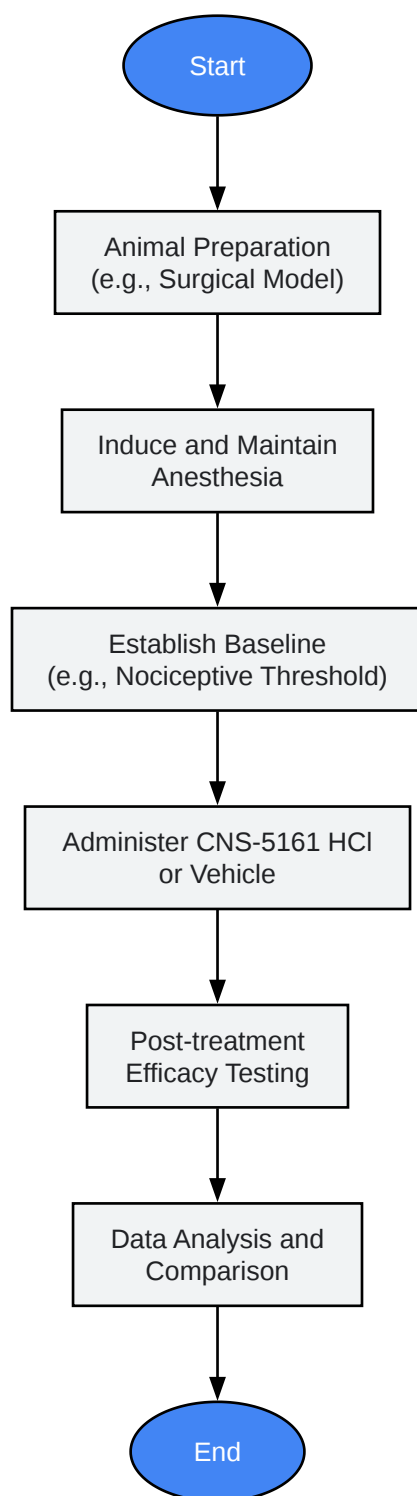 Start
Animal Preparation
(e.g., Surgical Model)
Induce and Maintain
Anesthesia
Establish Baseline
(e.g., Nociceptive Threshold)
Administer CNS-5161 HCl
or Vehicle
Post-treatment
Efficacy Testing
Data Analysis and
Comparison
End